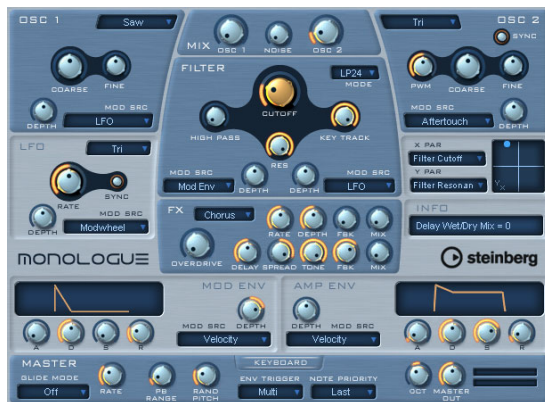 OSC 1
Saw
COARSE
FINE
DEPTH
MOD SRC
LFO
MIX
OSC 1
NOISE
OSC 2
FILTER
LP24
MODE
CUTOFF
HIGH PASS
KEY TRACK
RES
MOD SRC
Mod Env
DEPTH
DEPTH
MOD SRC
LFO
Tri
OSC 2
SYNC
PWM
COARSE
FINE
MOD SRC
Aftertouch
DEPTH
LFO
Tri
RATE
SYNC
DEPTH
MOD SRC
Modwheel
X PAR
Filter Cutoff
Y PAR
Filter Resonan
Y
X
FX
Chorus
RATE
DEPTH
FBK
MIX
OVERDRIVE
DELAY
SPREAD
TONE
FBK
MIX
INFO
Delay Wet/Dry Mix = 0
MONOLOGUE
steinberg
MOD ENV
A
D
S
R
MOD SRC
DEPTH
Velocity
AMP ENV
DEPTH
MOD SRC
Velocity
A
D
S
R
MASTER
GLIDE MODE
Off
RATE
PB RANGE
RAND PITCH
KEYBOARD
ENV TRIGGER
Multi
NOTE PRIORITY
Last
OCT
MASTER OUT